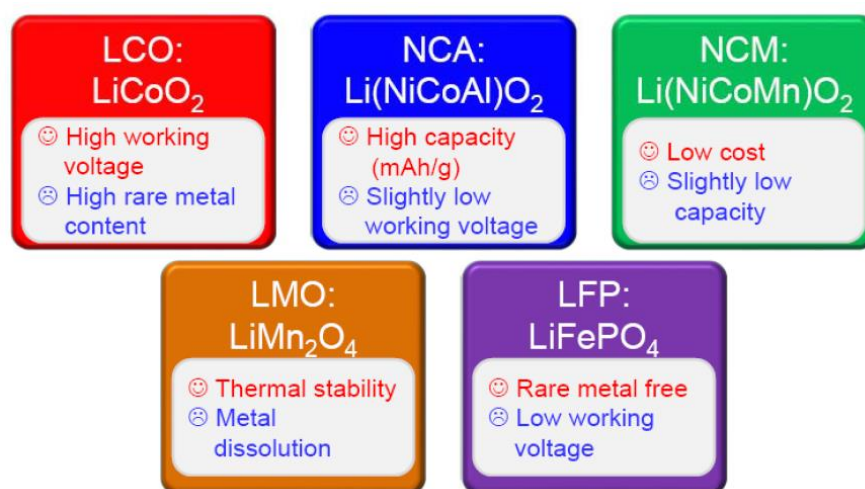 LCO:
LiCoO₂
☺ High working
voltage
☹ High rare metal
content
NCA:
Li(NiCoAl)O₂
☺ High capacity
(mAh/g)
☹ Slightly low
working voltage
NCM:
Li(NiCoMn)O₂
☺ Low cost
☹ Slightly low
capacity
LMO:
LiMn₂O₄
☺ Thermal stability
☹ Metal
dissolution
LFP:
LiFePO₄
☺ Rare metal free
☹ Low working
voltage